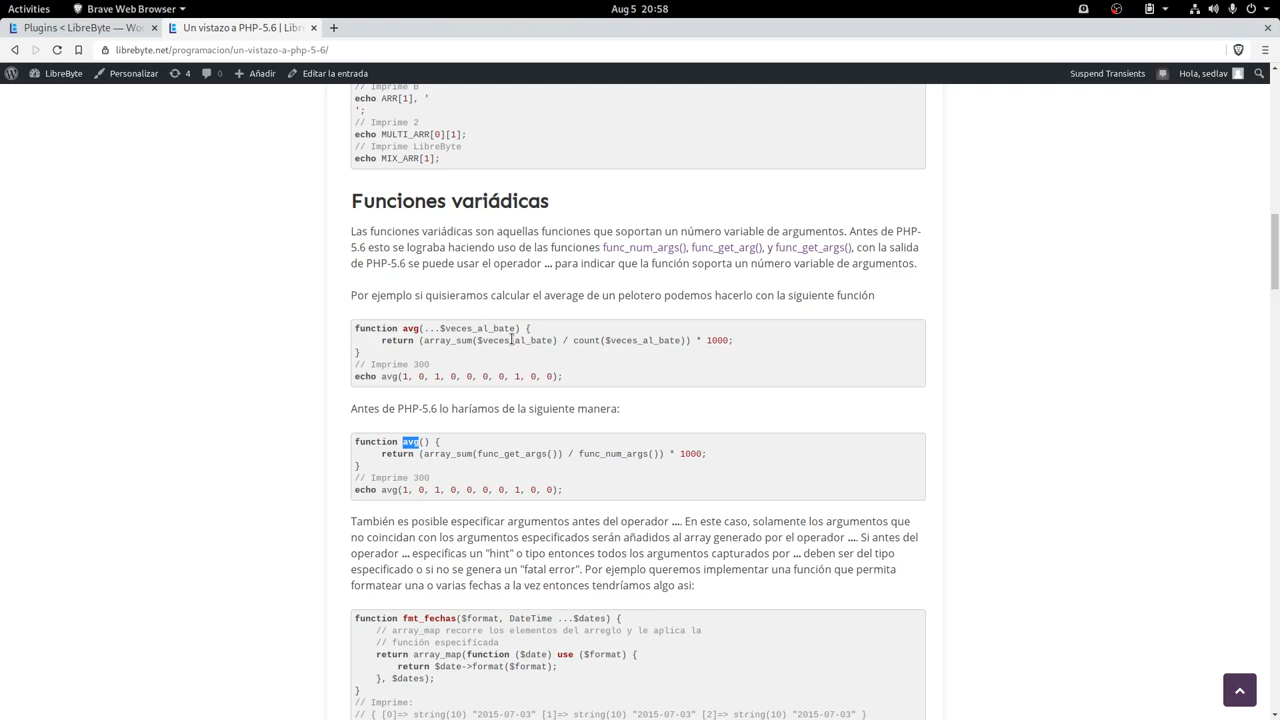 Activities
Brave Web Browser
Aug 5 20:58
Plugins < LibreByte — Wo
Un vistazo a PHP-5.6 | Libr
librebyte.net/programacion/un-vistazo-a-php-5-6/
LibreByte
Personalizar
4
0
Añadir
Editar la entrada
Suspend Transients
Hola, sedlav
// Imprime B
echo ARR[1], '
';
// Imprime 2
echo MULTI_ARR[0][1];
// Imprime LibreByte
echo MIX_ARR[1];
Funciones variádicas
Las funciones variádicas son aquellas funciones que soportan un número variable de argumentos. Antes de PHP-
5.6 esto se lograba haciendo uso de las funciones func_num_args(), func_get_arg(), y func_get_args(), con la salida
de PHP-5.6 se puede usar el operador ... para indicar que la función soporta un número variable de argumentos.
Por ejemplo si quisieramos calcular el average de un pelotero podemos hacerlo con la siguiente función
function avg(...$veces_al_bate) {
return (array_sum($veces_al_bate) / count($veces_al_bate)) * 1000;
}
// Imprime 300
echo avg(1, 0, 1, 0, 0, 0, 0, 1, 0, 0);
Antes de PHP-5.6 lo haríamos de la siguiente manera:
function avg() {
return (array_sum(func_get_args()) / func_num_args()) * 1000;
}
// Imprime 300
echo avg(1, 0, 1, 0, 0, 0, 0, 1, 0, 0);
También es posible especificar argumentos antes del operador .... En este caso, solamente los argumentos que
no coincidan con los argumentos especificados serán añadidos al array generado por el operador .... Si antes del
operador ... especificas un "hint" o tipo entonces todos los argumentos capturados por ... deben ser del tipo
especificado o si no se genera un "fatal error". Por ejemplo queremos implementar una función que permita
formatear una o varias fechas a la vez entonces tendríamos algo asi:
function fmt_fechas($format, DateTime ...$dates) {
// array_map recorre los elementos del arreglo y le aplica la
// función especificada
return array_map(function ($date) use ($format) {
return $date->format($format);
}, $dates);
}
// Imprime:
// { [0]=> string(10) "2015-07-03" [1]=> string(10) "2015-07-03" [2]=> string(10) "2015-07-03" }